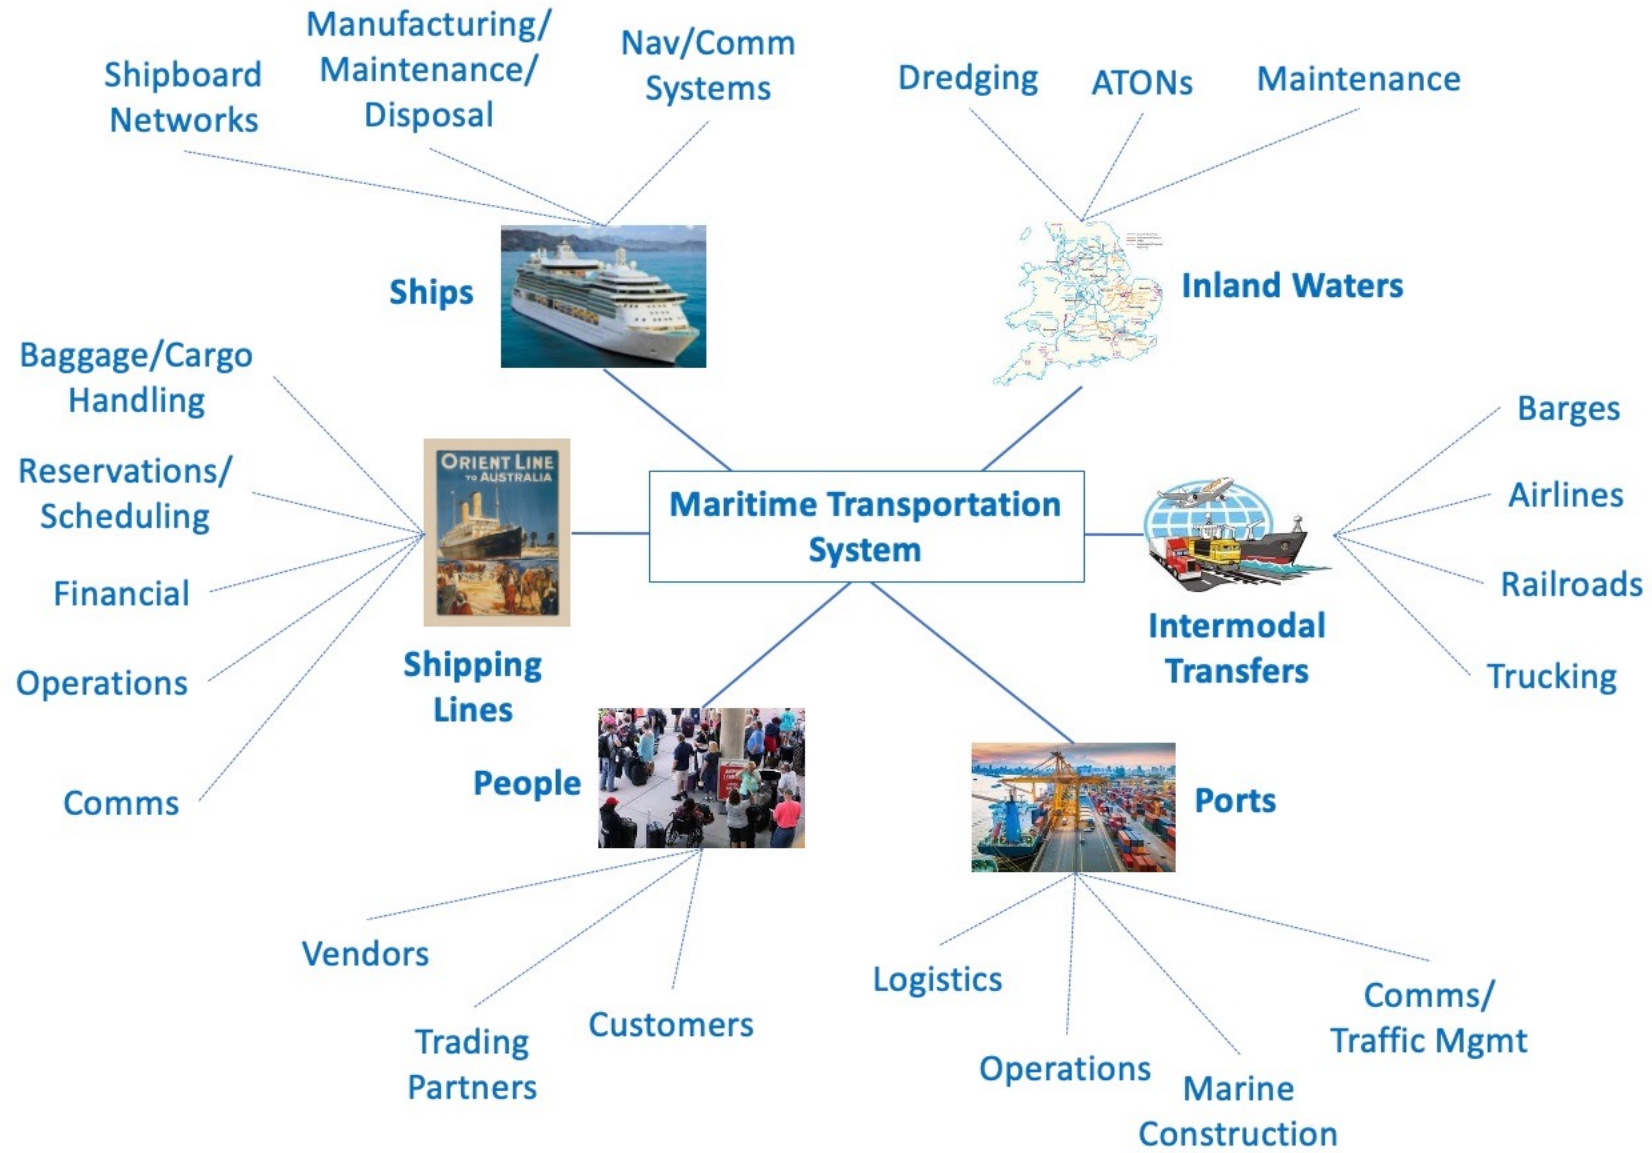 Manufacturing/
Maintenance/
Disposal
Shipboard
Networks
Nav/Comm
Systems
Dredging
ATONs
Maintenance
Ships
Inland Waters
Baggage/Cargo
Handling
Reservations/
Scheduling
Financial
Operations
Comms
ORIENT LINE
TO AUSTRALIA
Shipping
Lines
Maritime Transportation
System
Barges
Airlines
Railroads
Trucking
Intermodal
Transfers
People
Ports
Vendors
Trading
Partners
Customers
Logistics
Operations
Marine
Construction
Comms/
Traffic Mgmt